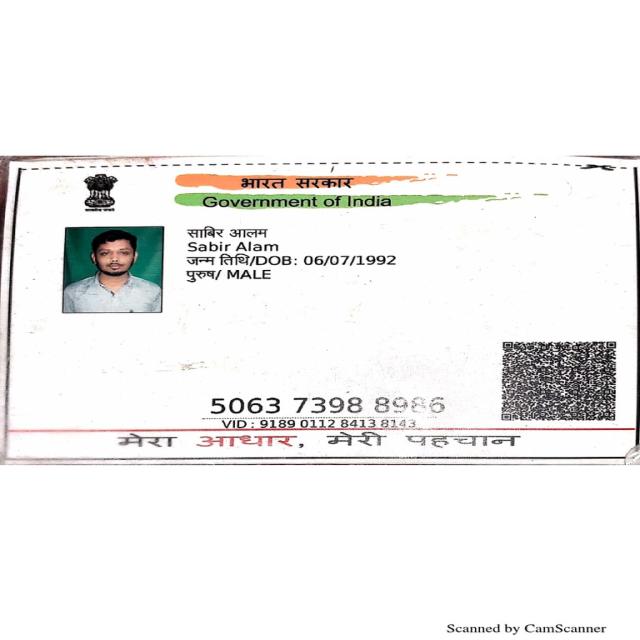 भारत सरकार
Government of India
साबिर आलम
Sabir Alam
जन्म तिथि/DOB: 06/07/1992
पुरुष/ MALE
5063 7398 8986
VID : 9189 0112 8413 8143
मेरा आधार, मेरी पहचान
Scanned by CamScanner